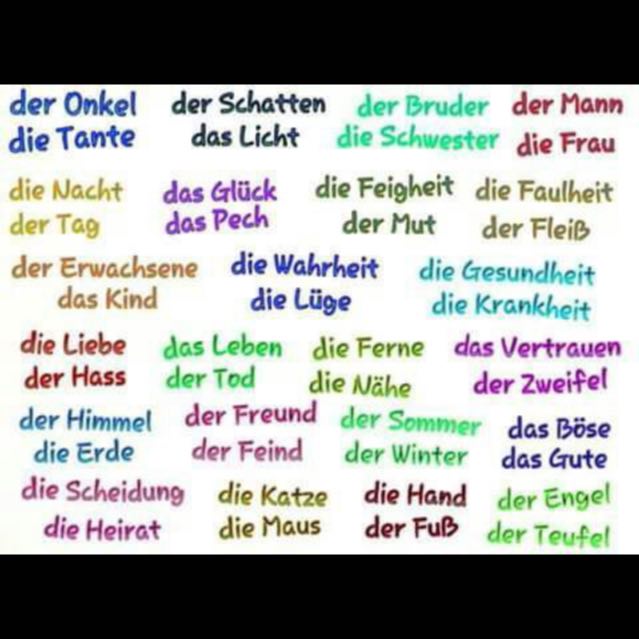 der Onkel der Schatten der Bruder der Mann
die Tante das Licht die Schwester die Frau
die Nacht das Glück die Feigheit die Faulheit
der Tag das Pech der Mut der Fleiß
der Erwachsene die Wahrheit die Gesundheit
das Kind die Lüge die Krankheit
die Liebe das Leben die Ferne das Vertrauen
der Hass der Tod die Nähe der Zweifel
der Himmel der Freund der Sommer das Böse
die Erde der Feind der Winter das Gute
die Scheidung die Katze die Hand der Engel
die Heirat die Maus der Fuß der Teufel